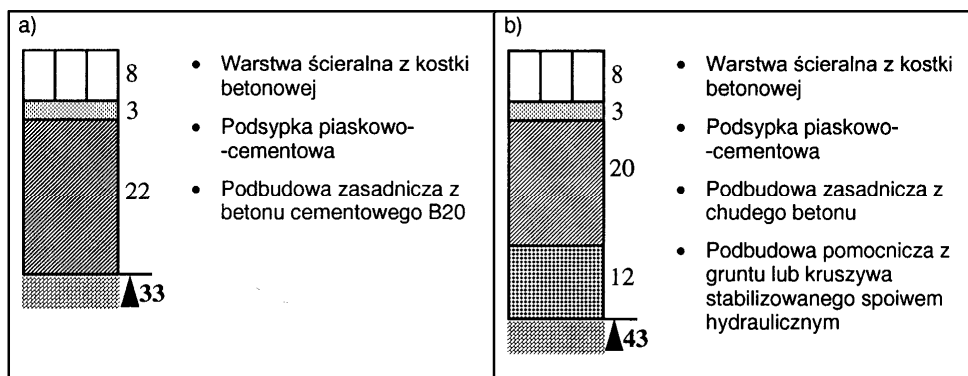 a)
8
3
22
33
• Warstwa ścieralna z kostki
betonowej
• Podsypka piaskowo-
-cementowa
• Podbudowa zasadnicza z
betonu cementowego B20
b)
8
3
20
12
43
• Warstwa ścieralna z kostki
betonowej
• Podsypka piaskowo-
-cementowa
• Podbudowa zasadnicza z
chudego betonu
• Podbudowa pomocnicza z
gruntu lub kruszywa
stabilizowanego spoiwem
hydraulicznym